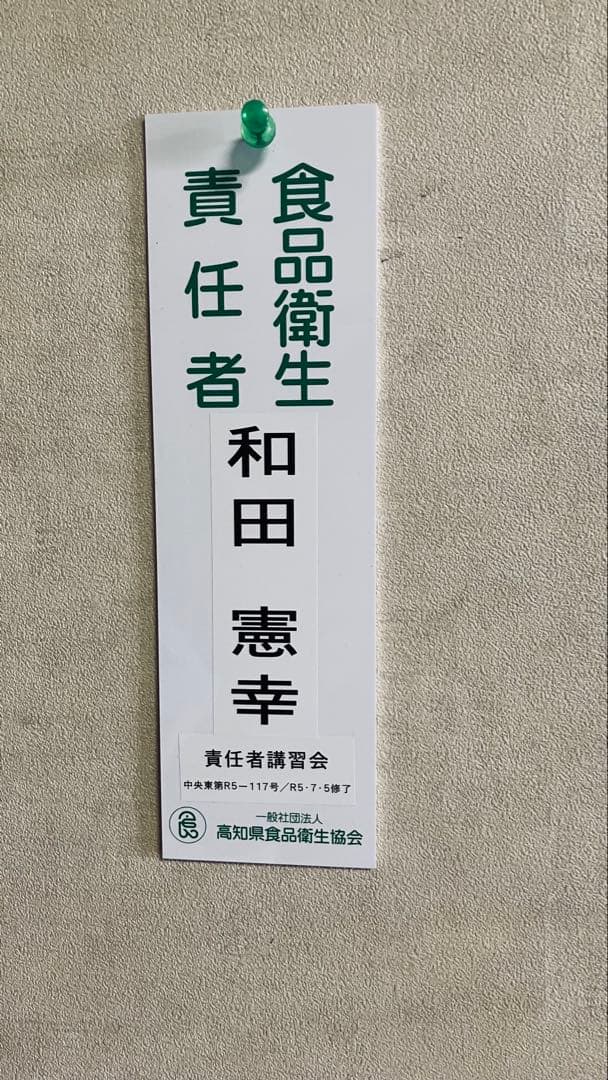 食品衛生
責任者
和田 憲幸
責任者講習会
中央東第R5-117号/R5・7・5修了
一般社団法人
高知県食品衛生協会